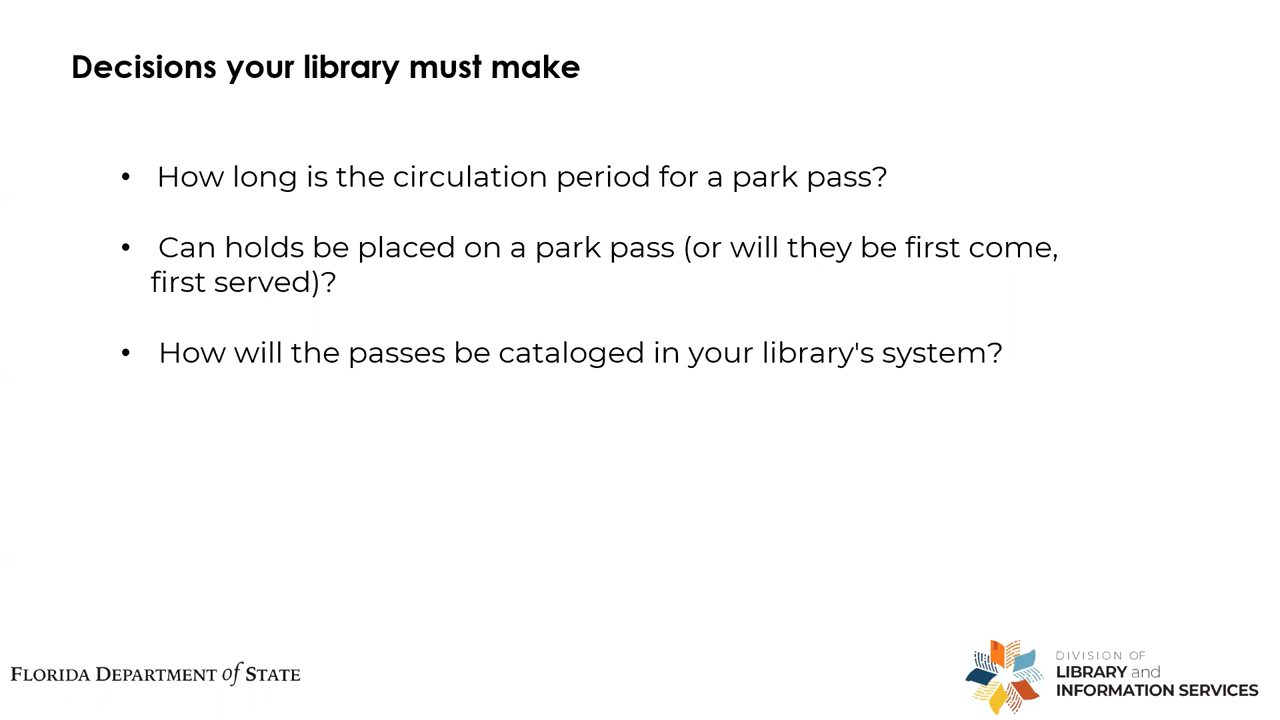 Decisions your library must make
• How long is the circulation period for a park pass?
• Can holds be placed on a park pass (or will they be first come,
first served)?
• How will the passes be cataloged in your library's system?
FLORIDA DEPARTMENT of STATE
DIVISION OF
LIBRARY and
INFORMATION SERVICES